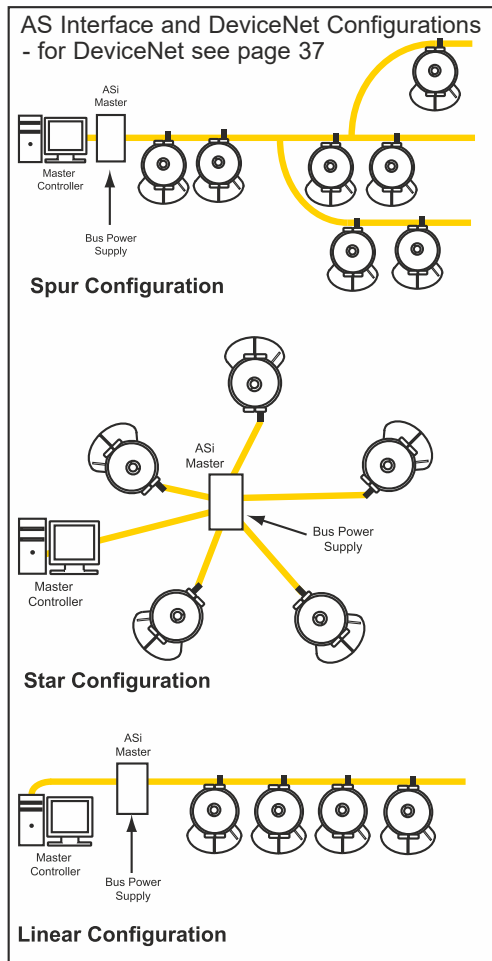 AS Interface and DeviceNet Configurations
- for DeviceNet see page 37
ASi
Master
Master
Controller
Bus Power
Supply
Spur Configuration
ASi
Master
Bus Power
Supply
Master
Controller
Star Configuration
ASi
Master
Master
Controller
Bus Power
Supply
Linear Configuration